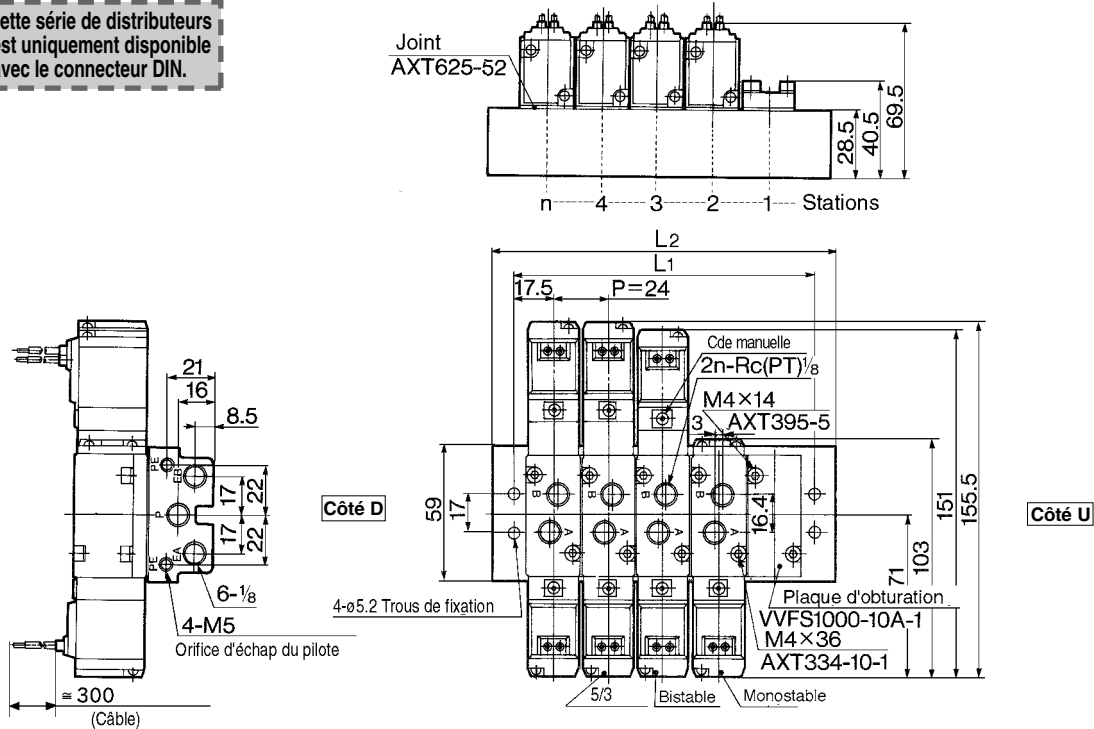 ette série de distributeurs
est uniquement disponible
avec le connecteur DIN.
Joint
AXT625-52
28.5
40.5
69.5
n 4 3 2 1 Stations
L2
L1
17.5
P=24
Cde manuelle
2n-Rc(PT)1/8
M4×14
3
AXT395-5
21
16
8.5
PE
EB
P
EA
PE
17
22
17
22
6-1/8
4-M5
Orifice d'échap du pilote
≅ 300
(Câble)
Côté D
59
17
B
B
B
B
A
A
A
A
16.4
71
103
151
155.5
Côté U
4-ø5.2 Trous de fixation
Plaque d'obturation
VVFS1000-10A-1
M4×36
AXT334-10-1
5/3
Bistable
Monostable